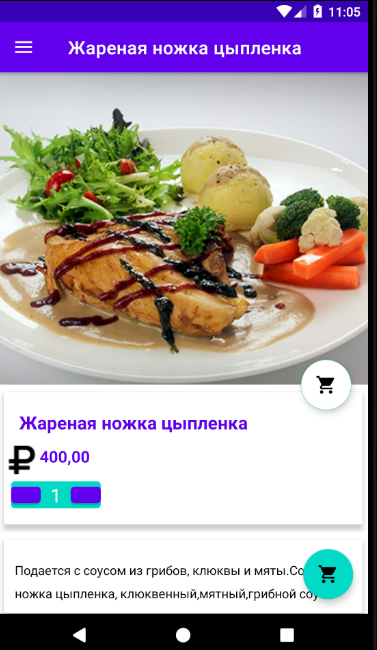 11:05
Жареная ножка цыпленка
Жареная ножка цыпленка
₽ 400,00
1
Подается с соусом из грибов, клюквы и мяты.
ножка цыпленка, клюквенный,мятный,грибной